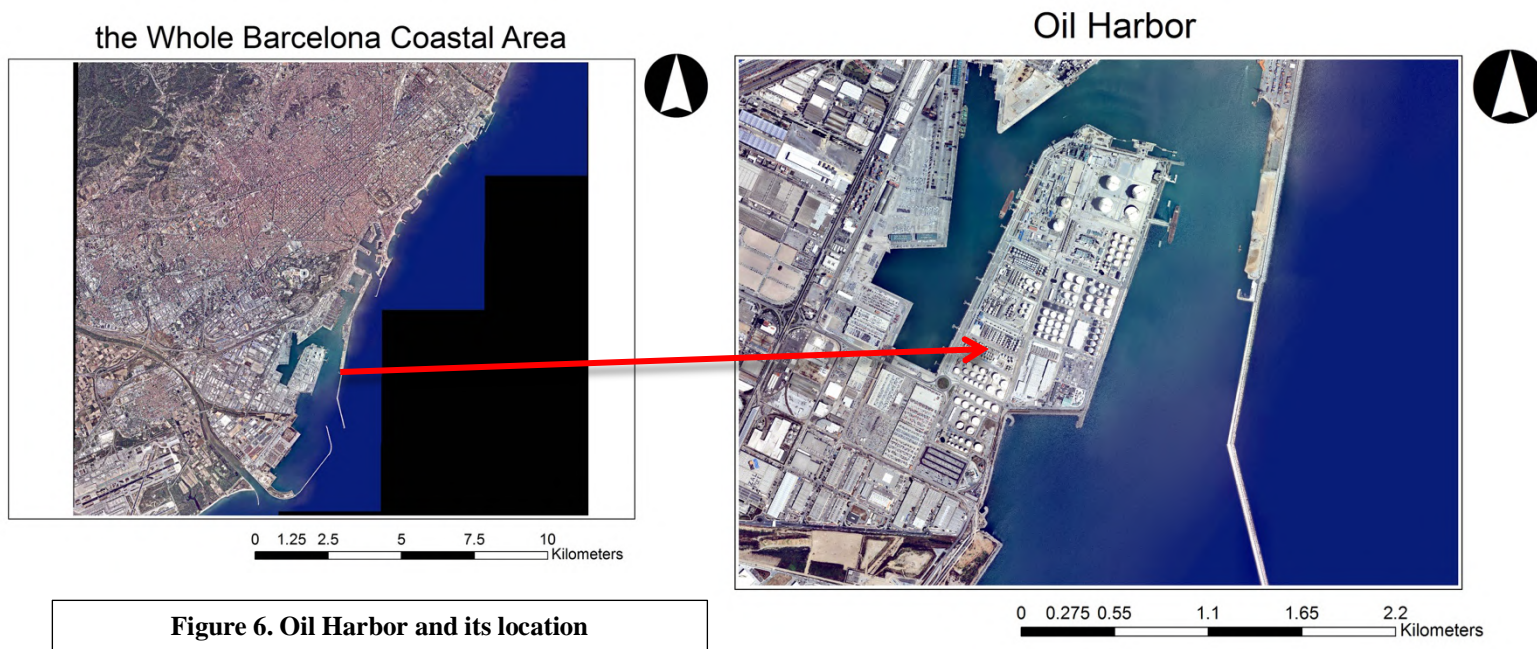 the Whole Barcelona Coastal Area
Oil Harbor
0 1.25 2.5 5 7.5 10
Kilometers
0 0.275 0.55 1.1 1.65 2.2
Kilometers
Figure 6. Oil Harbor and its location